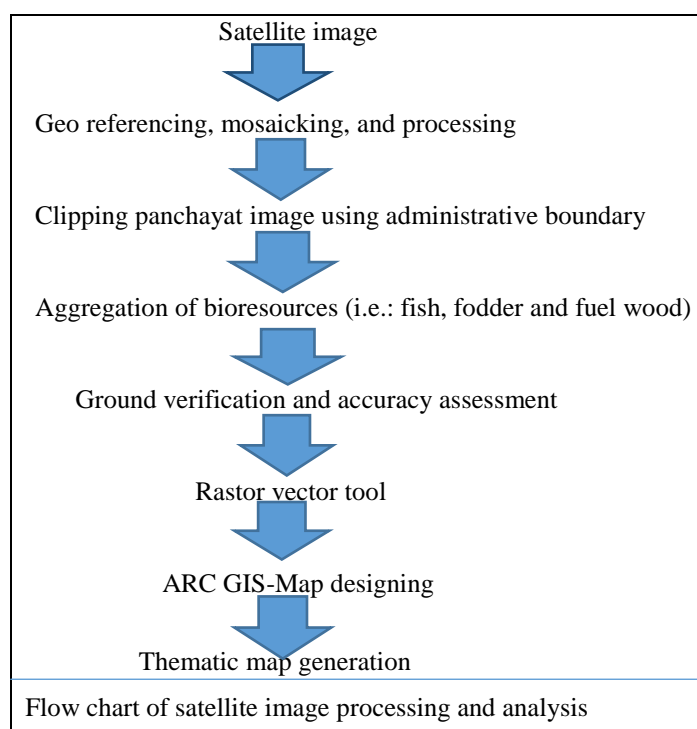 Satellite image
Geo referencing, mosaicking, and processing
Clipping panchayat image using administrative boundary
Aggregation of bioresources (i.e.: fish, fodder and fuel wood)
Ground verification and accuracy assessment
Rastor vector tool
ARC GIS-Map designing
Thematic map generation
Flow chart of satellite image processing and analysis